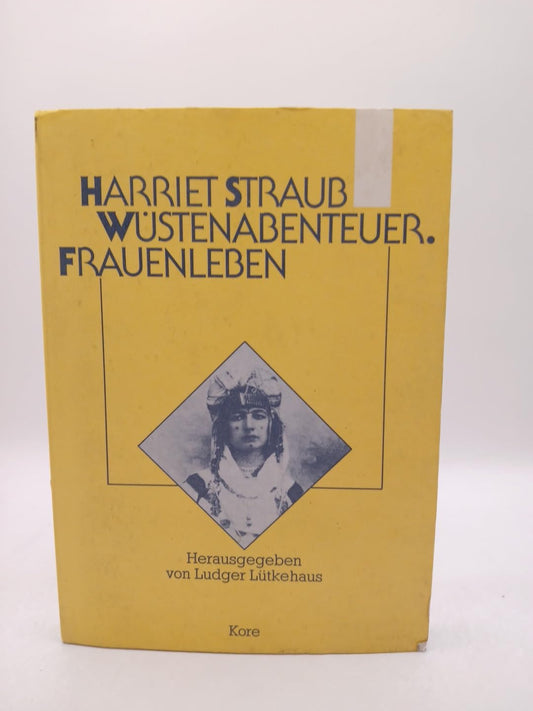 HARRIET STRAUB
WÜSTENABENTEUER.
FRAUENLEBEN
Herausgegeben
von Ludger Lütkehaus
Kore